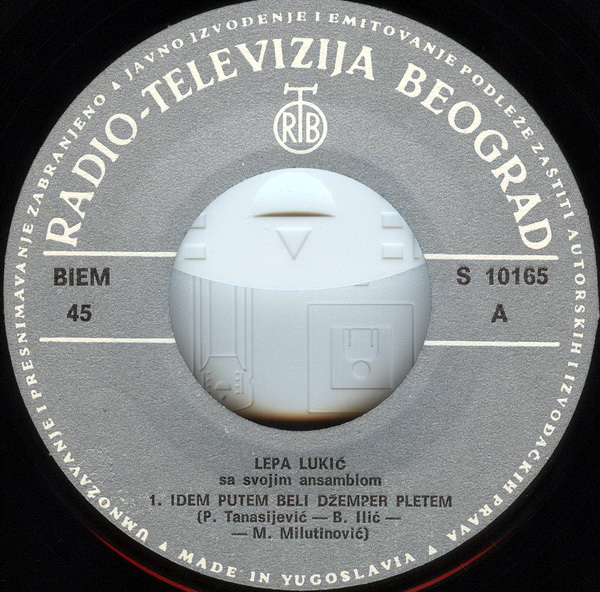 UMNOŽAVANJE I PRESNIMAVANJE ZABRANJENO ▲ JAVNO IZVOĐENJE I EMITOVANJE PODLEŽE ZAŠTITI AUTORSKIH I IZVOĐAČKIH PRAVA ▲
RADIO-TELEVIZIJA BEOGRAD
RTB
BIEM
45
S 10165
A
LEPA LUKIĆ
sa svojim ansamblom
1. IDEM PUTEM BELI DŽEMPER PLETEM
(P. Tanasijević — B. Ilić —
— M. Milutinović)
MADE IN YUGOSLAVIA ▲